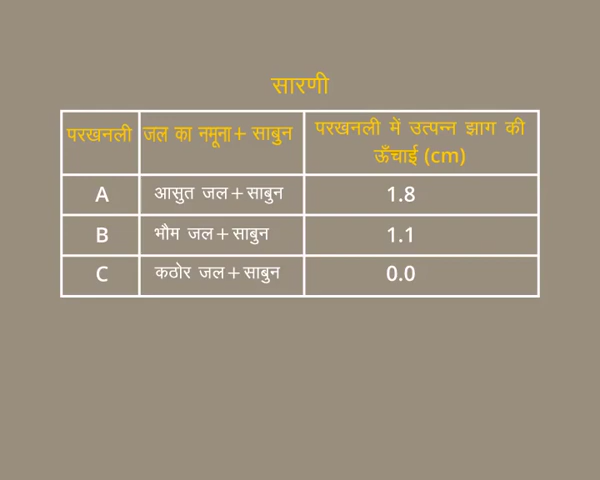 सारणी
परखनली जल का नमूना+ साबुन परखनली में उत्पन्न झाग की
ऊँचाई (cm)
A आसुत जल+साबुन 1.8
B भौम जल+साबुन 1.1
C कठोर जल+साबुन 0.0